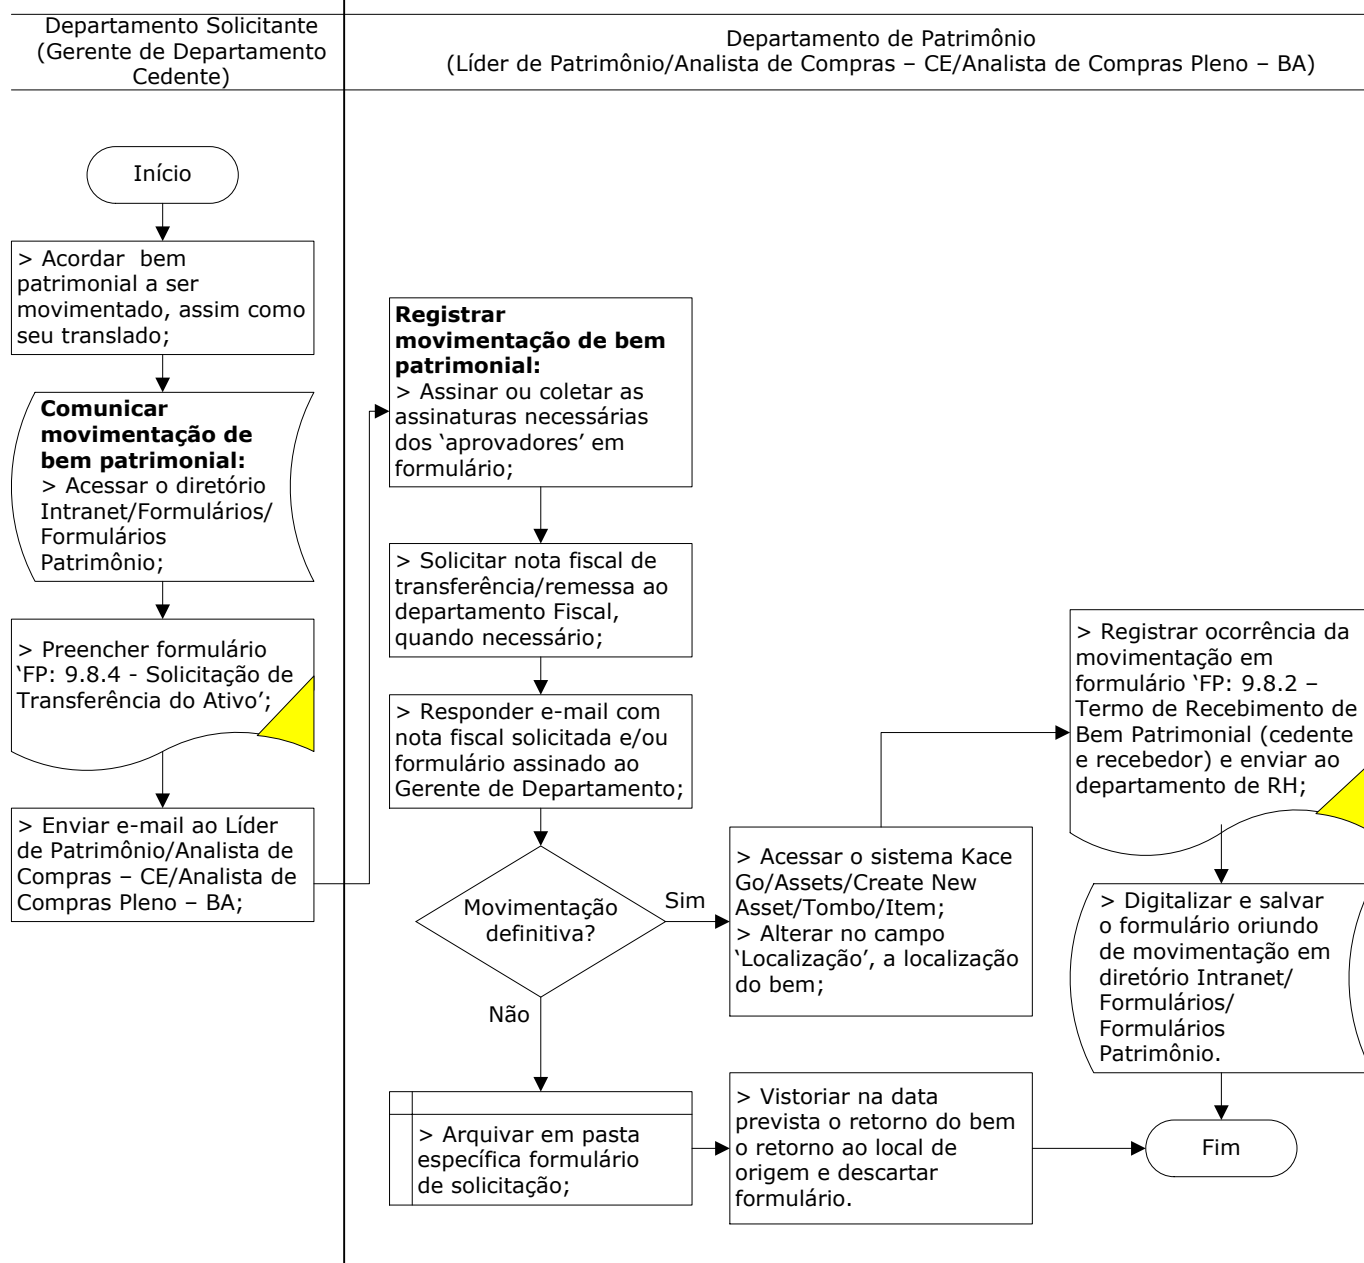 Departamento Solicitante
(Gerente de Departamento
Cedente)
Departamento de Patrimônio
(Líder de Patrimônio/Analista de Compras – CE/Analista de Compras Pleno – BA)
Início
> Acordar  bem
patrimonial a ser
movimentado, assim como
seu translado;
Comunicar
movimentação de
bem patrimonial:
> Acessar o diretório
Intranet/Formulários/
Formulários
Patrimônio;
> Preencher formulário
‘FP: 9.8.4 - Solicitação de
Transferência do Ativo’;
> Enviar e-mail ao Líder
de Patrimônio/Analista de
Compras – CE/Analista de
Compras Pleno – BA;
Registrar
movimentação de bem
patrimonial:
> Assinar ou coletar as
assinaturas necessárias
dos ‘aprovadores’ em
formulário;
> Solicitar nota fiscal de
transferência/remessa ao
departamento Fiscal,
quando necessário;
> Responder e-mail com
nota fiscal solicitada e/ou
formulário assinado ao
Gerente de Departamento;
Movimentação
definitiva?
Sim
Não
> Acessar o sistema Kace
Go/Assets/Create New
Asset/Tombo/Item;
> Alterar no campo
‘Localização’, a localização
do bem;
> Registrar ocorrência da
movimentação em
formulário ‘FP: 9.8.2 –
Termo de Recebimento de
Bem Patrimonial (cedente
e recebedor) e enviar ao
departamento de RH;
> Digitalizar e salvar
o formulário oriundo
de movimentação em
diretório Intranet/
Formulários/
Formulários
Patrimônio.
> Arquivar em pasta
específica formulário
de solicitação;
> Vistoriar na data
prevista o retorno do bem
o retorno ao local de
origem e descartar
formulário.
Fim